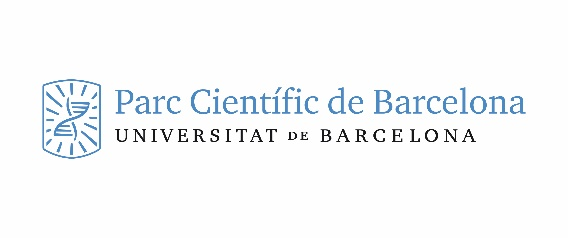 Parc Científic de Barcelona
UNIVERSITAT DE BARCELONA